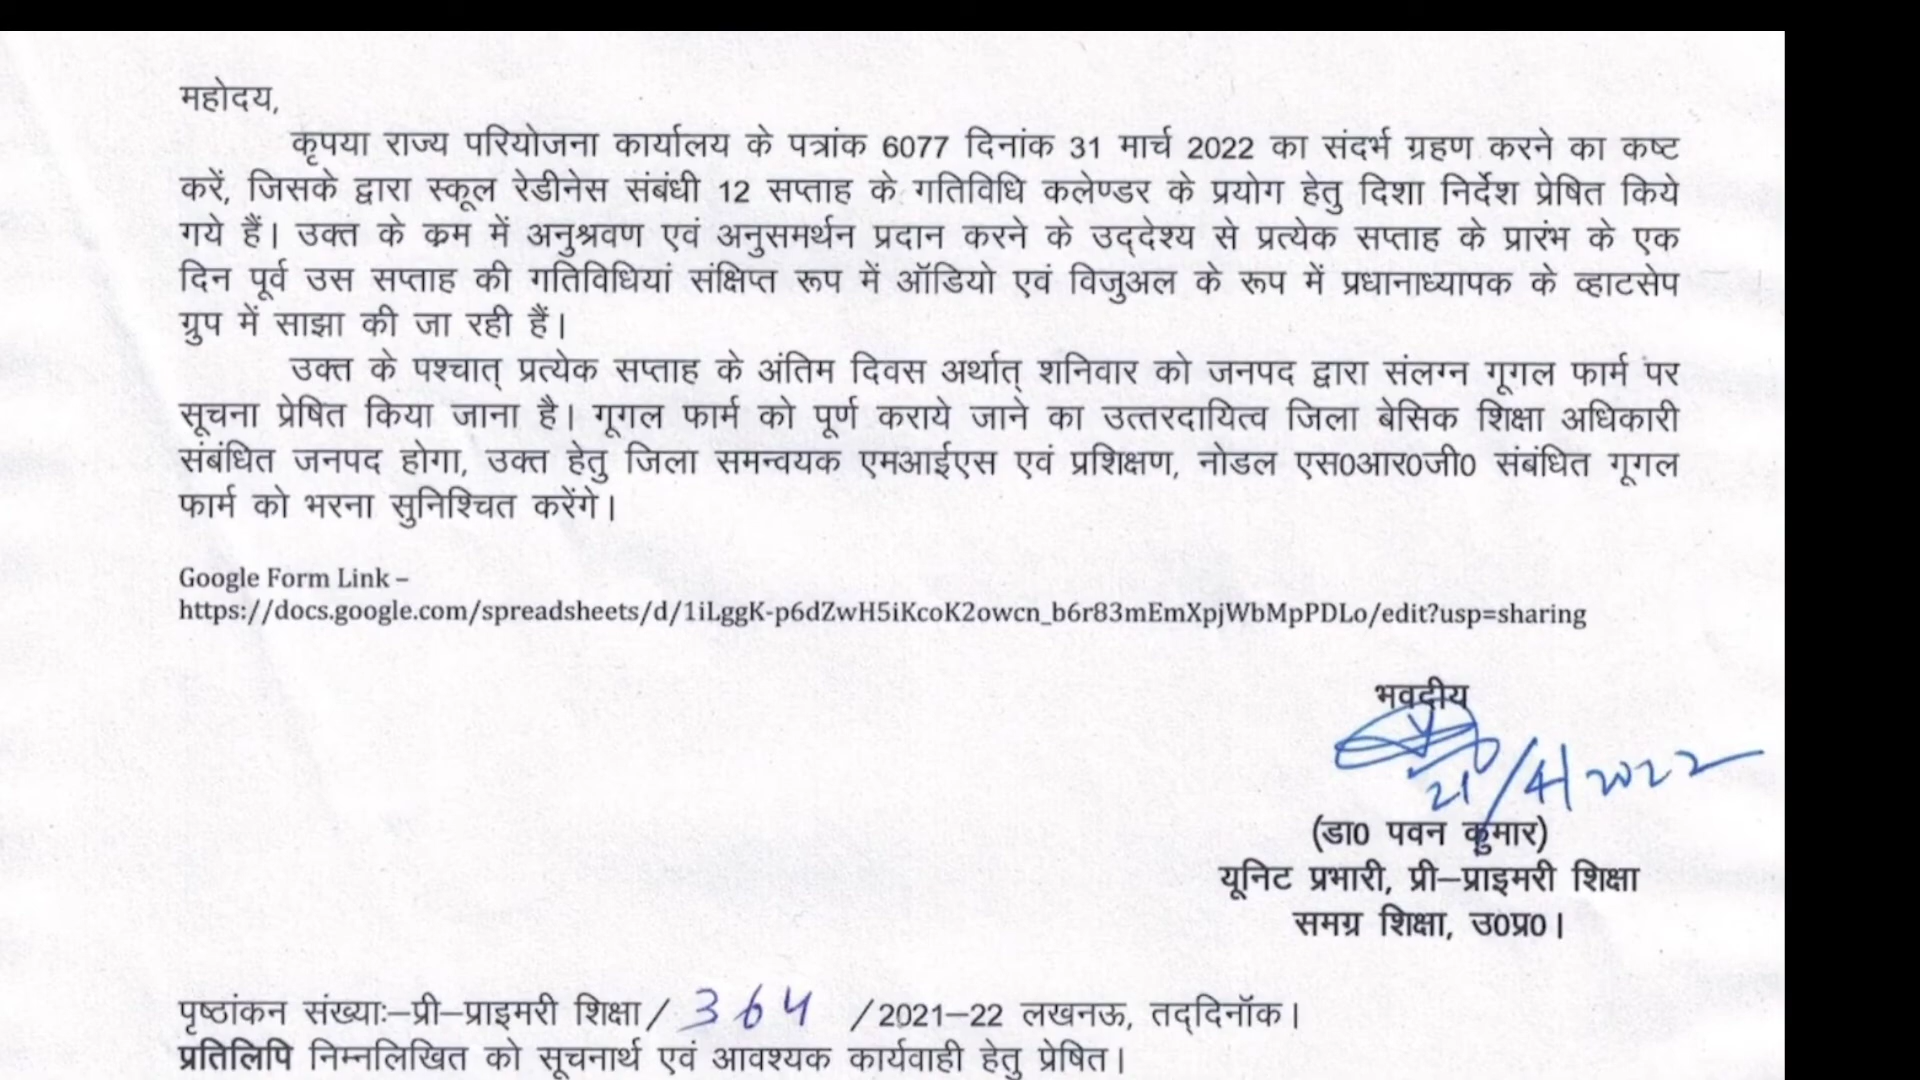 महोदय,
कृपया राज्य परियोजना कार्यालय के पत्रांक 6077 दिनांक 31 मार्च 2022 का संदर्भ ग्रहण करने का कष्ट
करें, जिसके द्वारा स्कूल रेडीनेस संबंधी 12 सप्ताह के गतिविधि कलेण्डर के प्रयोग हेतु दिशा निर्देश प्रेषित किये
गये हैं। उक्त के कम में अनुश्रवण एवं अनुसमर्थन प्रदान करने के उद्देश्य से प्रत्येक सप्ताह के प्रारंभ के एक
दिन पूर्व उस सप्ताह की गतिविधियां संक्षिप्त रूप में ऑडियो एवं विजुअल के रूप में प्रधानाध्यापक के व्हाटसेप
ग्रुप में साझा की जा रही हैं।
उक्त के पश्चात् प्रत्येक सप्ताह के अंतिम दिवस अर्थात् शनिवार को जनपद द्वारा संलग्न गूगल फार्म पर
सूचना प्रेषित किया जाना है। गूगल फार्म को पूर्ण कराये जाने का उत्तरदायित्व जिला बेसिक शिक्षा अधिकारी
संबंधित जनपद होगा, उक्त हेतु जिला समन्वयक एमआईएस एवं प्रशिक्षण, नोडल एस0आर0जी0 संबंधित गूगल
फार्म को भरना सुनिश्चित करेंगे।
Google Form Link –
https://docs.google.com/spreadsheets/d/1iLggK-p6dZwH5iKcoK2owcn_b6r83mEmXpjWbMpPDLo/edit?usp=sharing
भवदीय
21/4/2022
(डा0 पवन कुमार)
यूनिट प्रभारी, प्री–प्राइमरी शिक्षा
समग्र शिक्षा, उ0प्र0।
पृष्ठांकन संख्याः–प्री–प्राइमरी शिक्षा/ 364 /2021–22 लखनऊ, तद्दिनॉक।
प्रतिलिपि निम्नलिखित को सूचनार्थ एवं आवश्यक कार्यवाही हेतु प्रेषित।